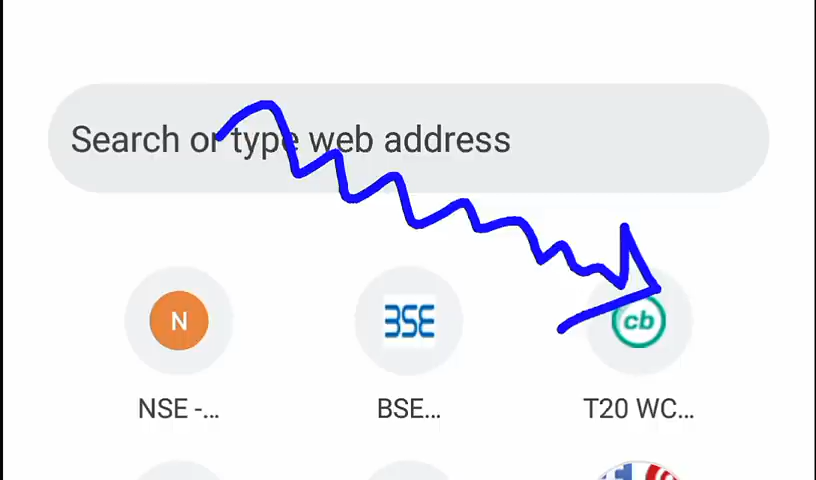 Search or type web address
N
BSE
cb
NSE -...
BSE...
T20 WC...